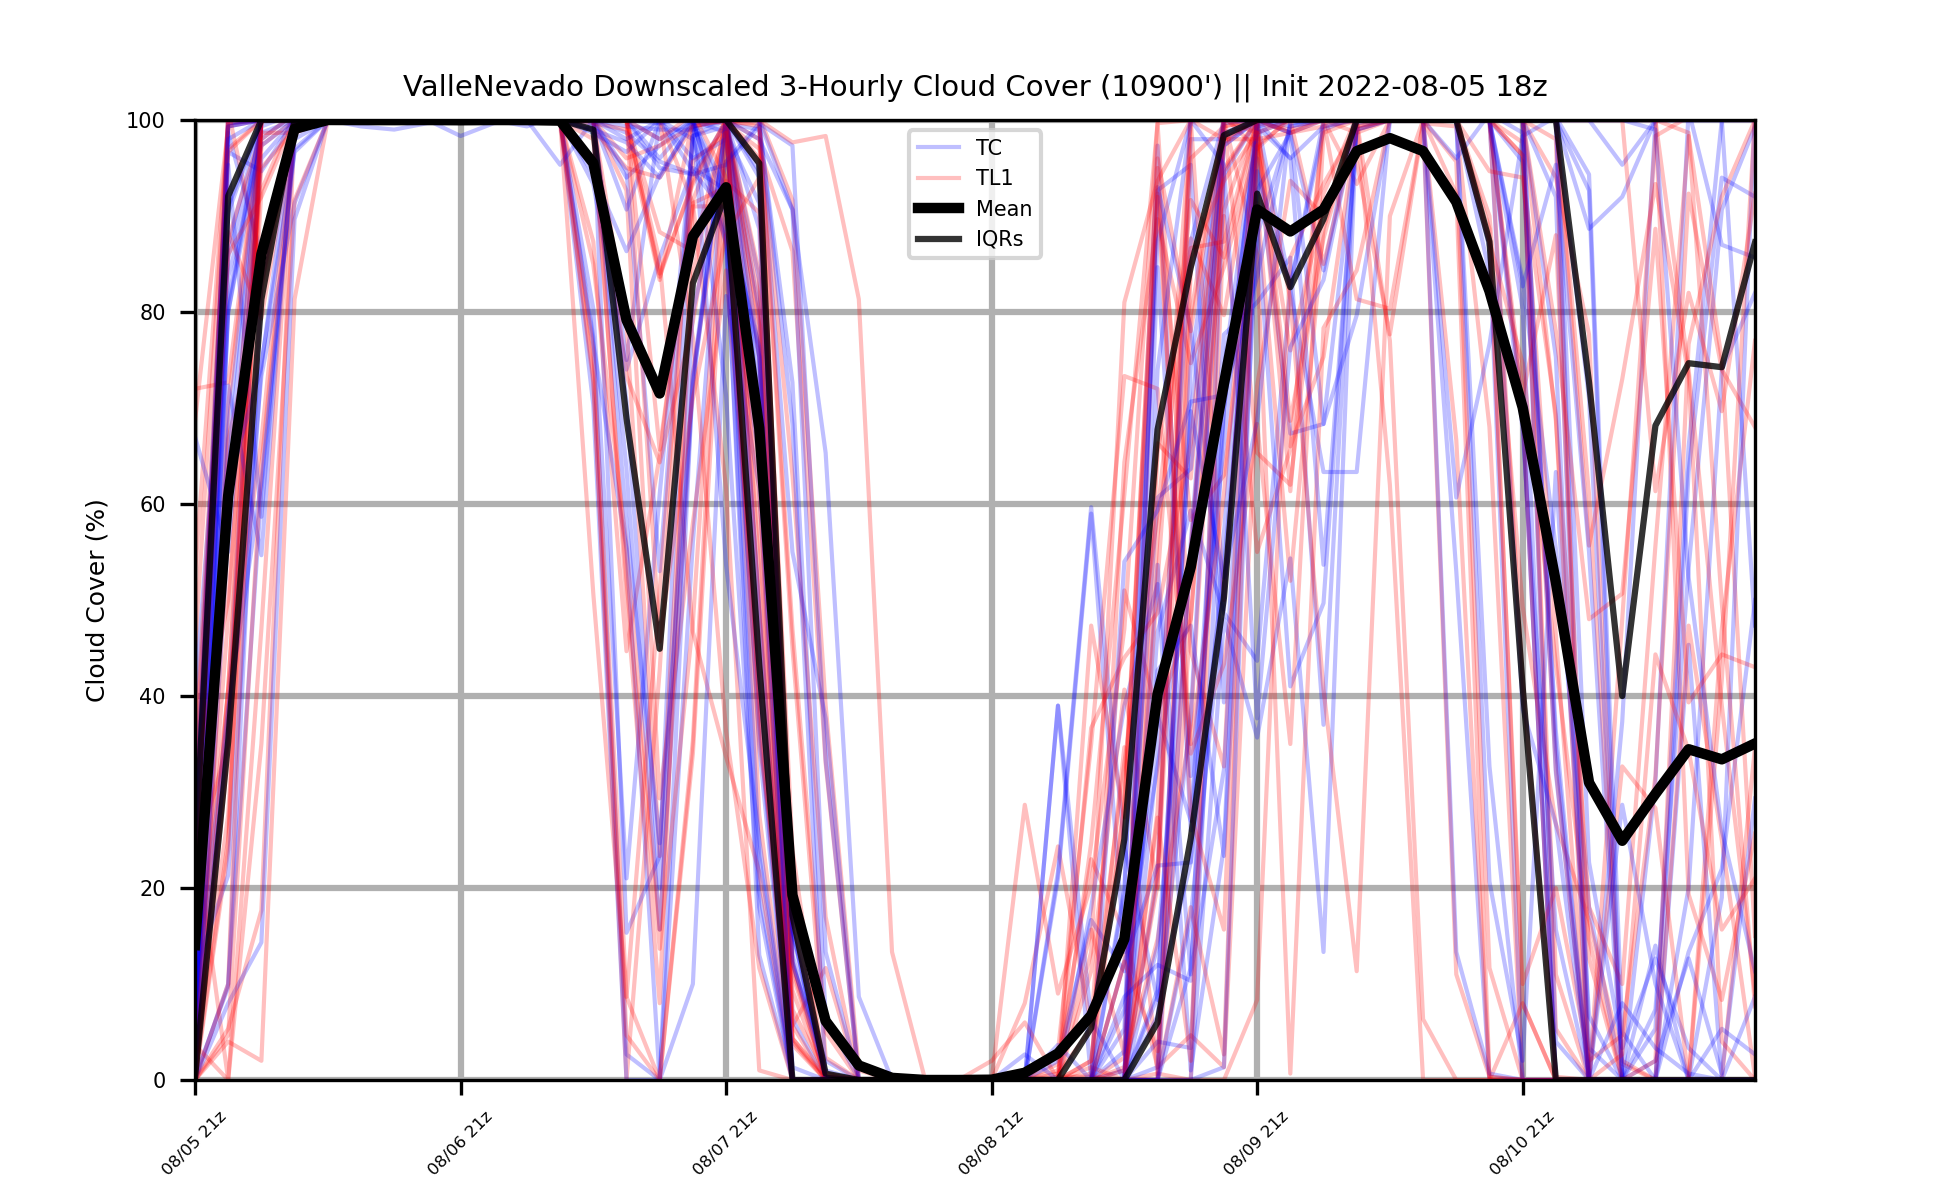 ValleNevado Downscaled 3-Hourly Cloud Cover (10900') || Init 2022-08-05 18z
TC
TL1
Mean
IQRs
Cloud Cover (%)
100
80
60
40
20
0
08/05 21z
08/06 21z
08/07 21z
08/08 21z
08/09 21z
08/10 21z